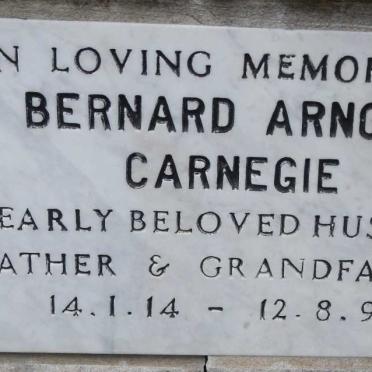 N LOVING MEMOR
BERNARD ARNO
CARNEGIE
EARLY BELOVED HUS
ATHER & GRANDFA
14.1.14 - 12.8.9